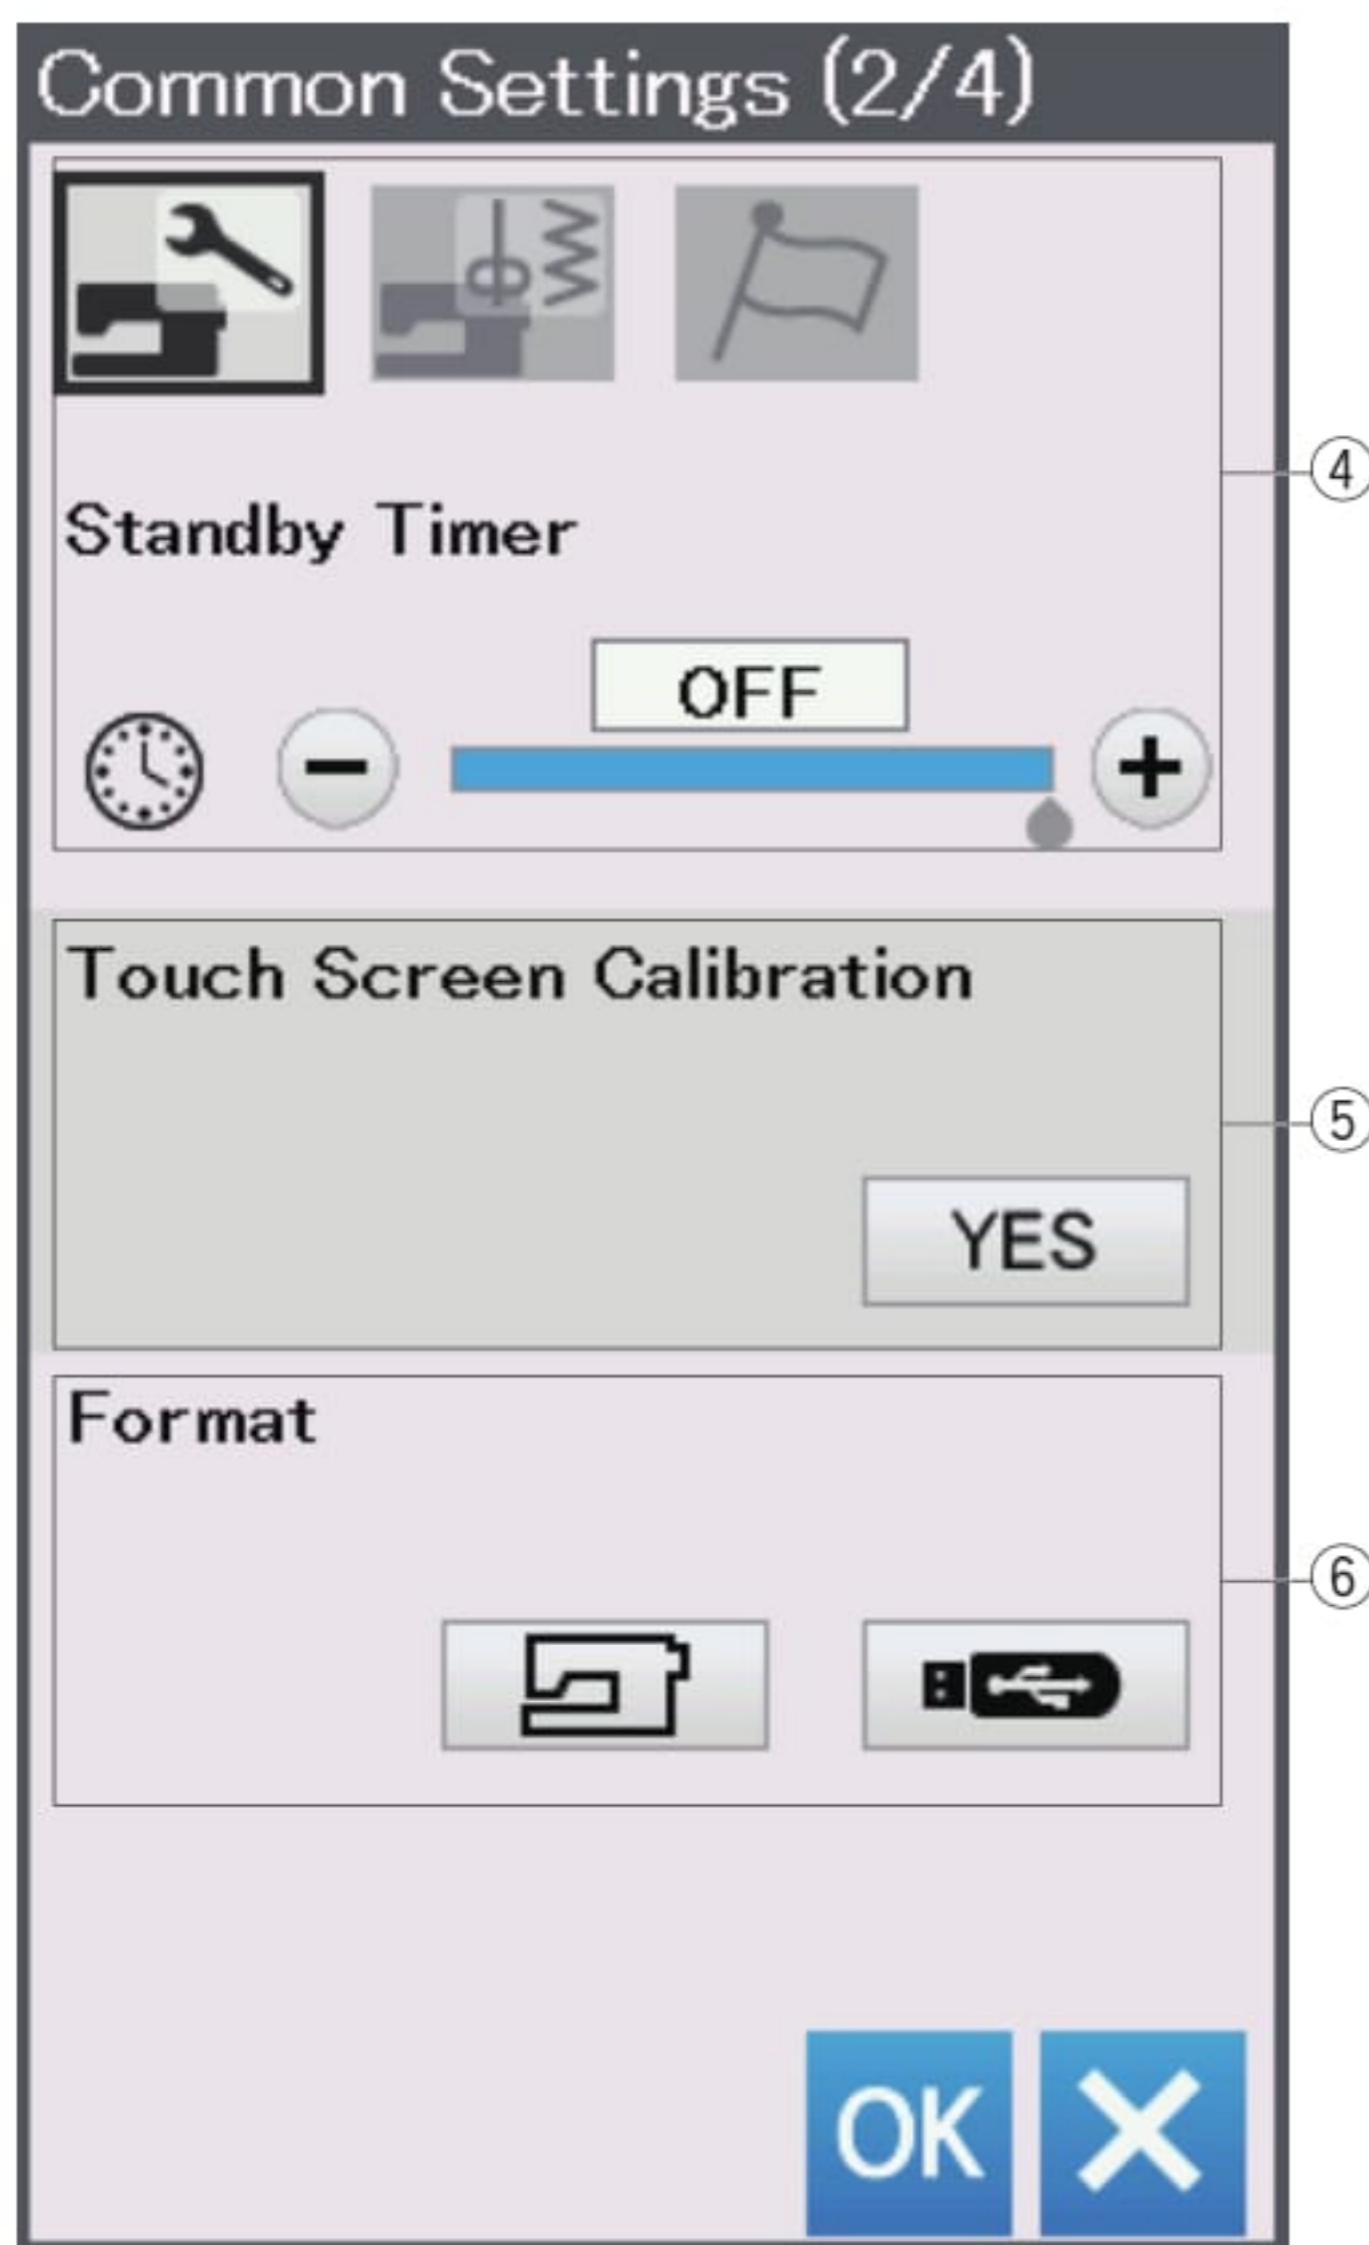 Common Settings (2/4)
④
Standby Timer
OFF
Touch Screen Calibration
⑤
YES
Format
⑥
OK